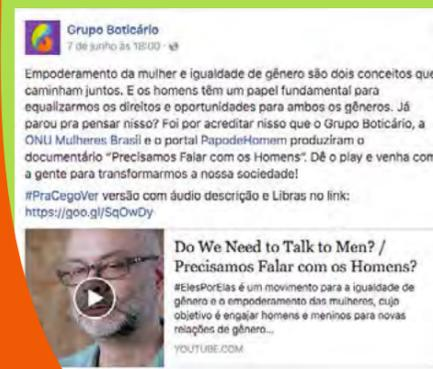 Grupo Boticário
7 de junho às 18:00 ·
Empoderamento da mulher e igualdade de gênero são dois conceitos que
caminham juntos. E os homens têm um papel fundamental para
equalizarmos os direitos e oportunidades para ambos os gêneros. Já
parou pra pensar nisso? Foi por acreditar nisso que o Grupo Boticário, a
ONU Mulheres Brasil e o portal PapodeHomem produziram o
documentário "Precisamos Falar com os Homens". Dê o play e venha com
a gente para transformarmos a nossa sociedade!
#PraCegoVer versão com áudio descrição e Libras no link:
https://goo.gl/SqOwDy
Do We Need to Talk to Men? /
Precisamos Falar com os Homens?
#ElesPorElas é um movimento para a igualdade de
gênero e o empoderamento das mulheres, cujo
objetivo é engajar homens e meninos para novas
relações de gênero...
YOUTUBE.COM